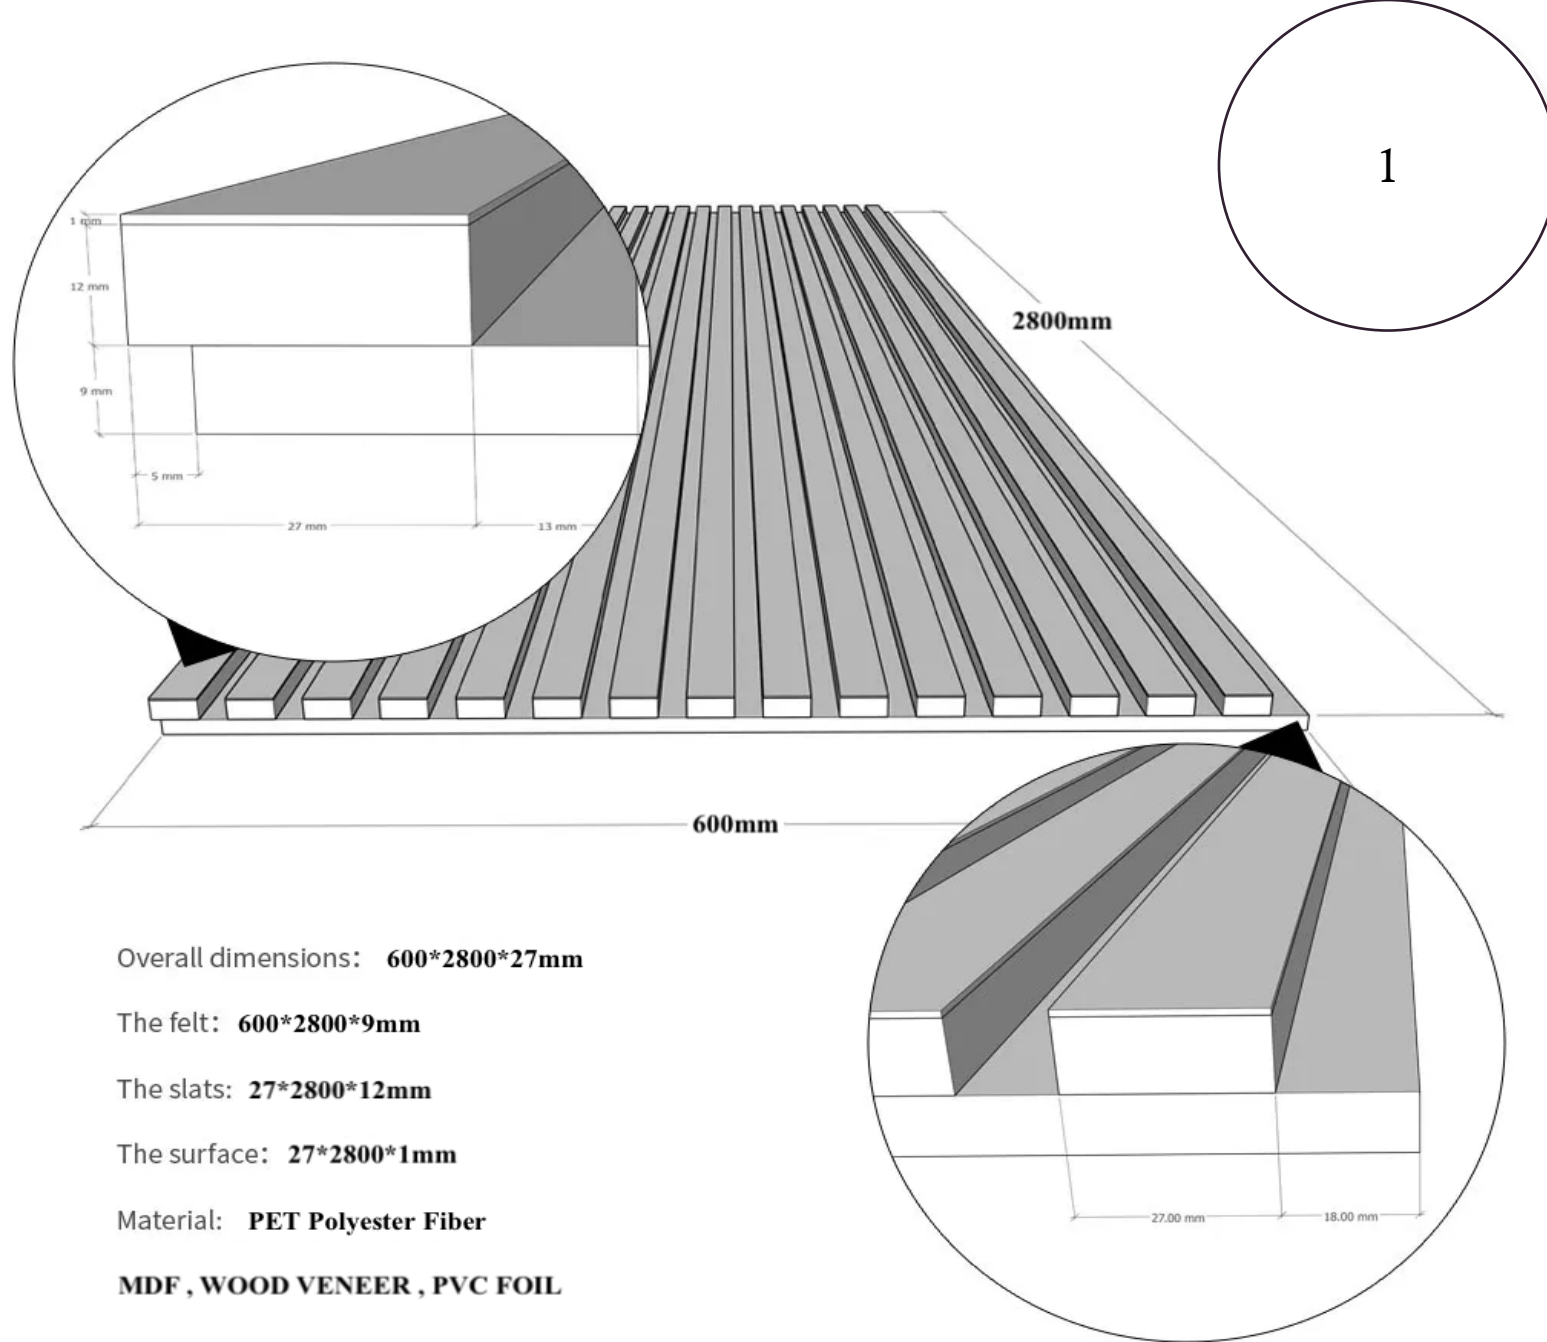 1
1 mm
12 mm
9 mm
5 mm
27 mm
13 mm
2800mm
600mm
27.00 mm
18.00 mm
Overall dimensions： 600*2800*27mm
The felt： 600*2800*9mm
The slats: 27*2800*12mm
The surface： 27*2800*1mm
Material: PET Polyester Fiber
MDF , WOOD VENEER , PVC FOIL